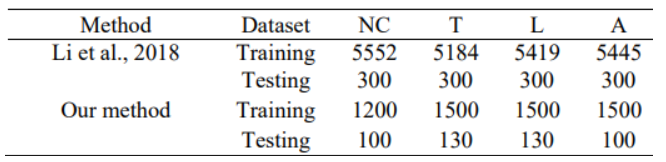 Method Dataset NC T L A
Li et al., 2018 Training 5552 5184 5419 5445
Testing 300 300 300 300
Our method Training 1200 1500 1500 1500
Testing 100 130 130 100